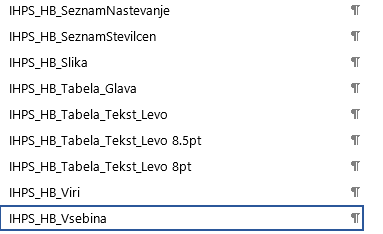 IHPS_HB_SeznamNastevanje ¶
IHPS_HB_SeznamStevilcen ¶
IHPS_HB_Slika ¶
IHPS_HB_Tabela_Glava ¶
IHPS_HB_Tabela_Tekst_Levo ¶
IHPS_HB_Tabela_Tekst_Levo 8.5pt ¶
IHPS_HB_Tabela_Tekst_Levo 8pt ¶
IHPS_HB_Viri ¶
IHPS_HB_Vsebina ¶